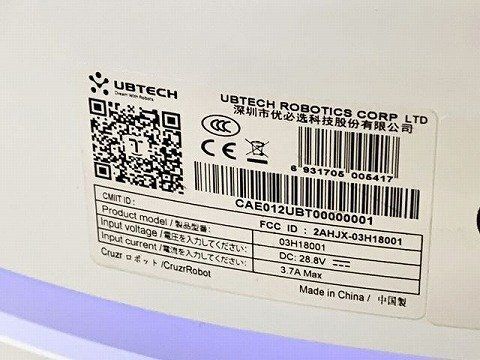 UBTECH
Dream With Robots
UBTECH ROBOTICS CORP LTD
深圳市优必选科技股份有限公司
CCC
CE
6 931705 005417
CAE012UBT00000001
CMIIT ID :
FCC ID : 2AHJX-03H18001
Product model / 製品型番: 03H18001
Input voltage / 電圧を入力してください: DC: 28.8V
Input current / 電流を入力してください: 3.7A Max
Cruzr ロボット /CruzrRobot
Made in China / 中国製